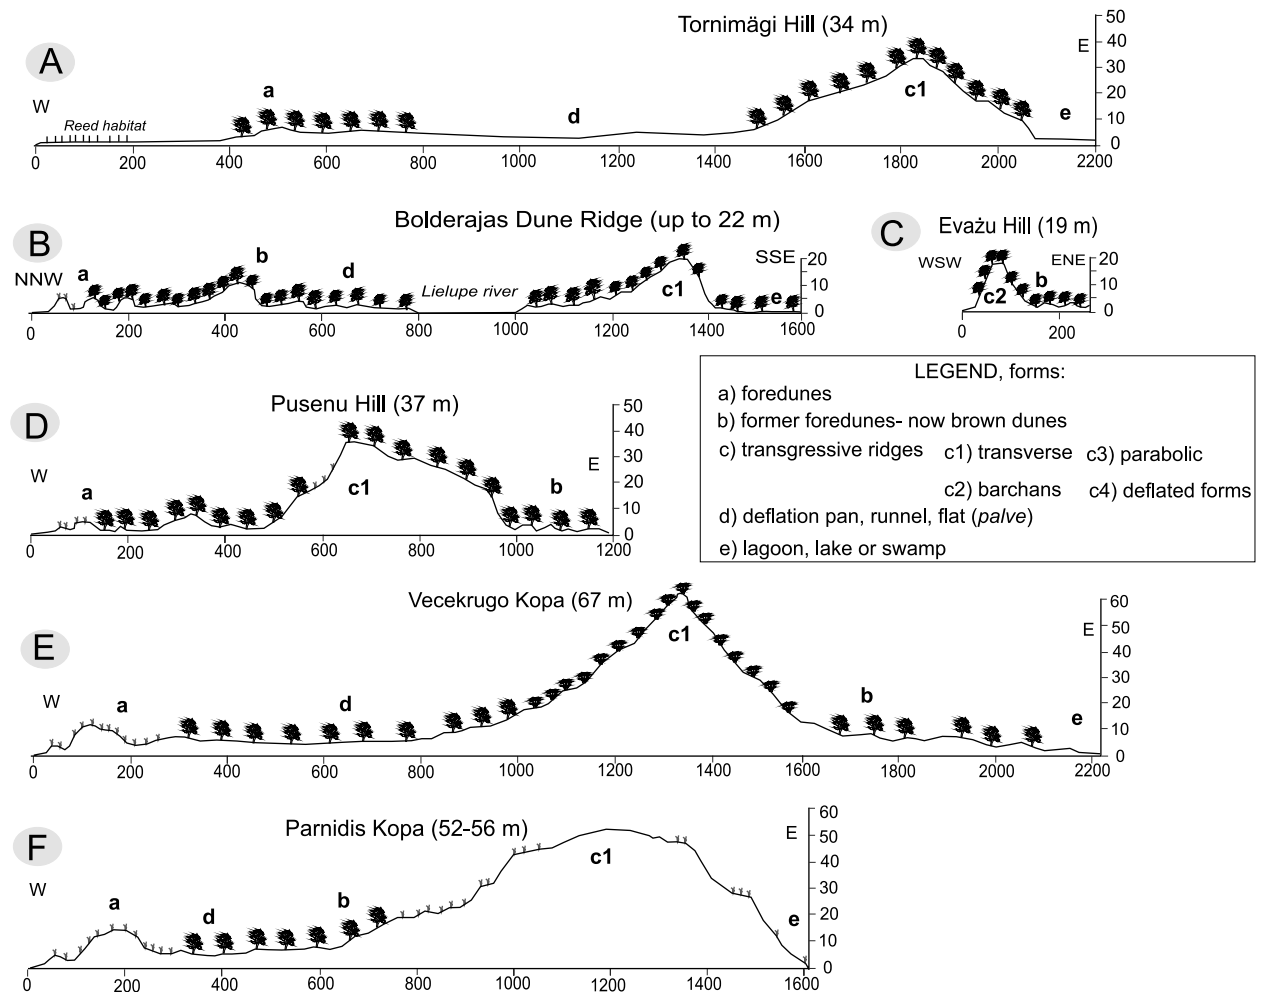 Tornimägi Hill (34 m)
A
W
E
a
d
c1
e
Reed habitat
50
40
30
20
10
0
0 200 400 600 800 1000 1200 1400 1600 1800 2000 2200
Bolderajas Dune Ridge (up to 22 m)
B
NNW
SSE
a
b
d
Lielupe river
c1
e
20
10
0
0 200 400 600 800 1000 1200 1400 1600
Evażu Hill (19 m)
C
WSW
ENE
c2
b
20
10
0
0 200
LEGEND, forms:
a) foredunes
b) former foredunes- now brown dunes
c) transgressive ridges c1) transverse c3) parabolic
c2) barchans c4) deflated forms
d) deflation pan, runnel, flat (palve)
e) lagoon, lake or swamp
Pusenu Hill (37 m)
D
W
E
a
c1
b
50
40
30
20
10
0
0 200 400 600 800 1000 1200
Vecekrugo Kopa (67 m)
E
W
E
a
d
c1
b
e
60
50
40
30
20
10
0
0 200 400 600 800 1000 1200 1400 1600 1800 2000 2200
Parnidis Kopa (52-56 m)
F
W
E
a
d
b
c1
e
60
50
40
30
20
10
0
0 200 400 600 800 1000 1200 1400 1600